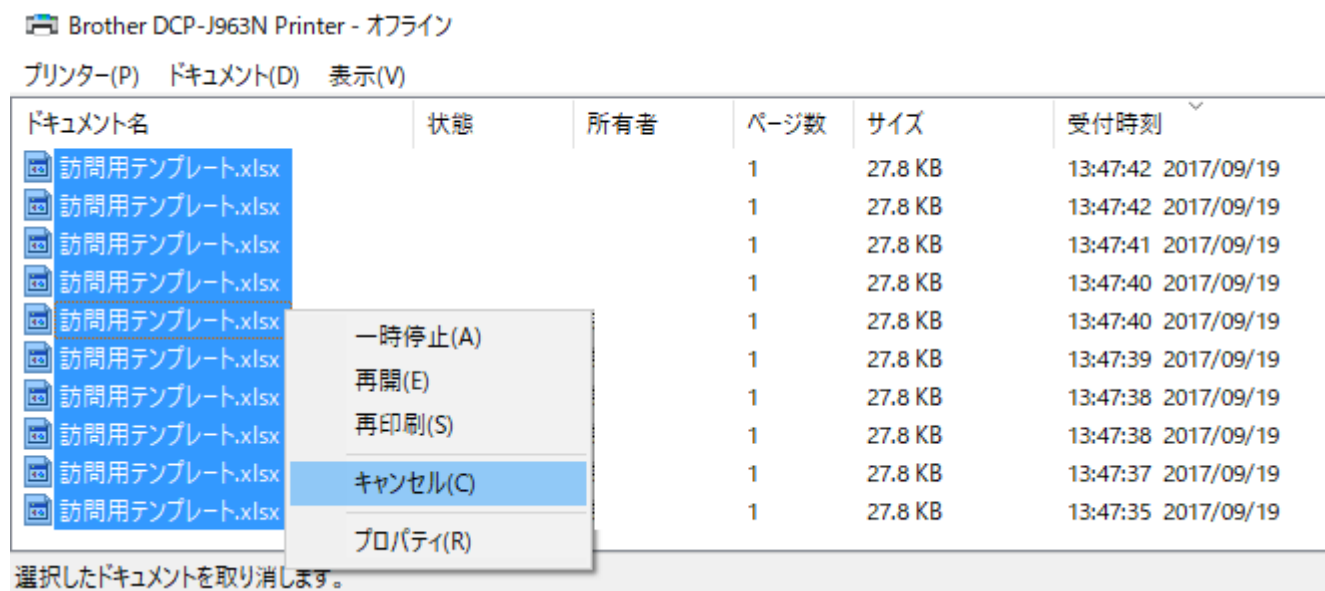 Brother DCP-J963N Printer - オフライン
プリンター(P) ドキュメント(D) 表示(V)
ドキュメント名 状態 所有者 ページ数 サイズ 受付時刻
訪問用テンプレート.xlsx 1 27.8 KB 13:47:42 2017/09/19
訪問用テンプレート.xlsx 1 27.8 KB 13:47:42 2017/09/19
訪問用テンプレート.xlsx 1 27.8 KB 13:47:41 2017/09/19
訪問用テンプレート.xlsx 1 27.8 KB 13:47:40 2017/09/19
訪問用テンプレート.xlsx 1 27.8 KB 13:47:40 2017/09/19
訪問用テンプレート.xlsx 1 27.8 KB 13:47:39 2017/09/19
訪問用テンプレート.xlsx 1 27.8 KB 13:47:38 2017/09/19
訪問用テンプレート.xlsx 1 27.8 KB 13:47:38 2017/09/19
訪問用テンプレート.xlsx 1 27.8 KB 13:47:37 2017/09/19
訪問用テンプレート.xlsx 1 27.8 KB 13:47:35 2017/09/19
一時停止(A)
再開(E)
再印刷(S)
キャンセル(C)
プロパティ(R)
選択したドキュメントを取り消します。